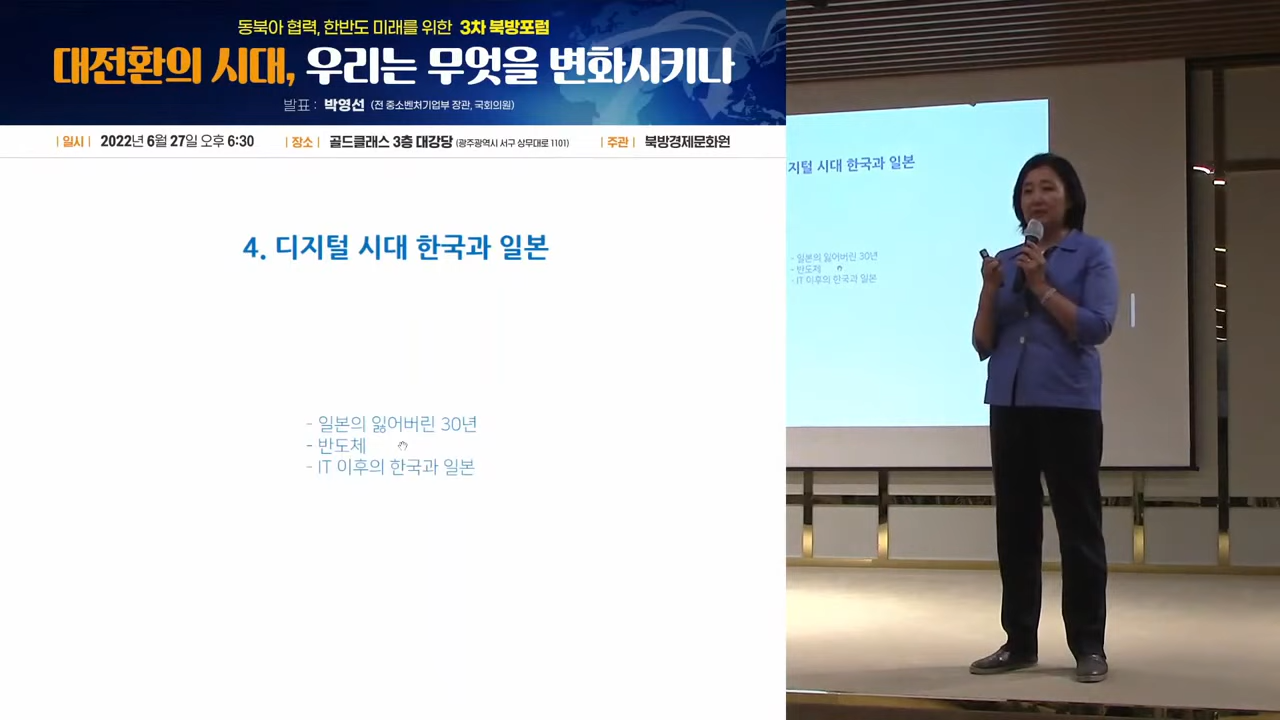 동북아 협력, 한반도 미래를 위한 3차 북방포럼
대전환의 시대, 우리는 무엇을 변화시키나
발표 : 박영선 (전 중소벤처기업부 장관, 국회의원)
| 일시 | 2022년 6월 27일 오후 6:30 | 장소 | 골드클래스 3층 대강당 (광주광역시 서구 상무대로 1101) | 주관 | 북방경제문화원
4. 디지털 시대 한국과 일본
- 일본의 잃어버린 30년
- 반도체
- IT 이후의 한국과 일본
지털 시대 한국과 일본
- 일본의 잃어버린 30년
- 반도체
- IT 이후의 한국과 일본